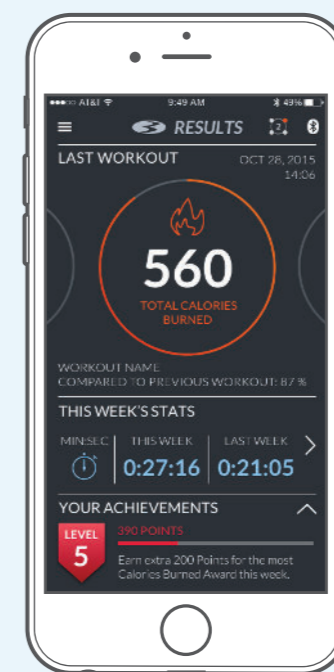 AT&T 9:49 AM 49%
RESULTS 2
LAST WORKOUT OCT 28, 2015
14:06
560
TOTAL CALORIES
BURNED
WORKOUT NAME
COMPARED TO PREVIOUS WORKOUT: 87 %
THIS WEEK'S STATS
MIN:SEC THIS WEEK LAST WEEK
0:27:16 0:21:05
YOUR ACHIEVEMENTS
LEVEL 390 POINTS
5 Earn extra 200 Points for the most
Calories Burned Award this week.